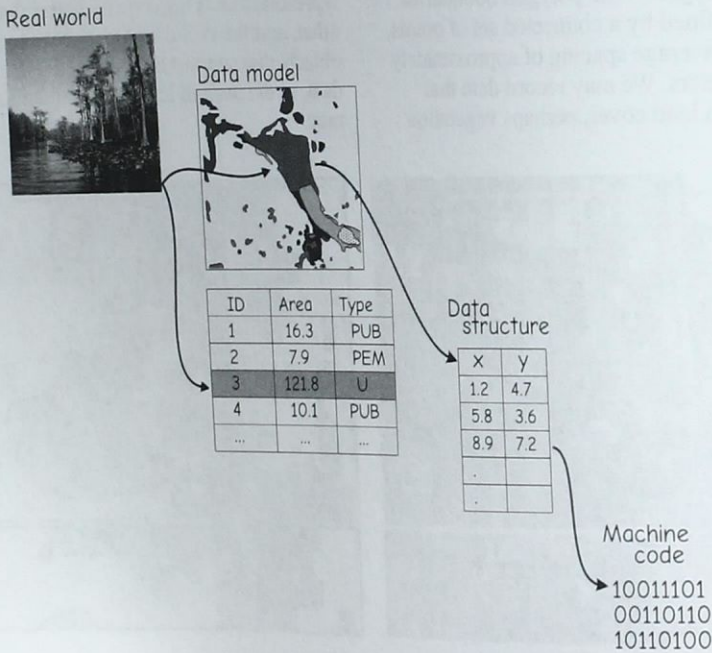 Real world
Data model
ID Area Type
1 16.3 PUB
2 7.9 PEM
3 121.8 U
4 10.1 PUB
... ... ...
Data
structure
x y
1.2 4.7
5.8 3.6
8.9 7.2
.
.
Machine
code
10011101
00110110
10110100